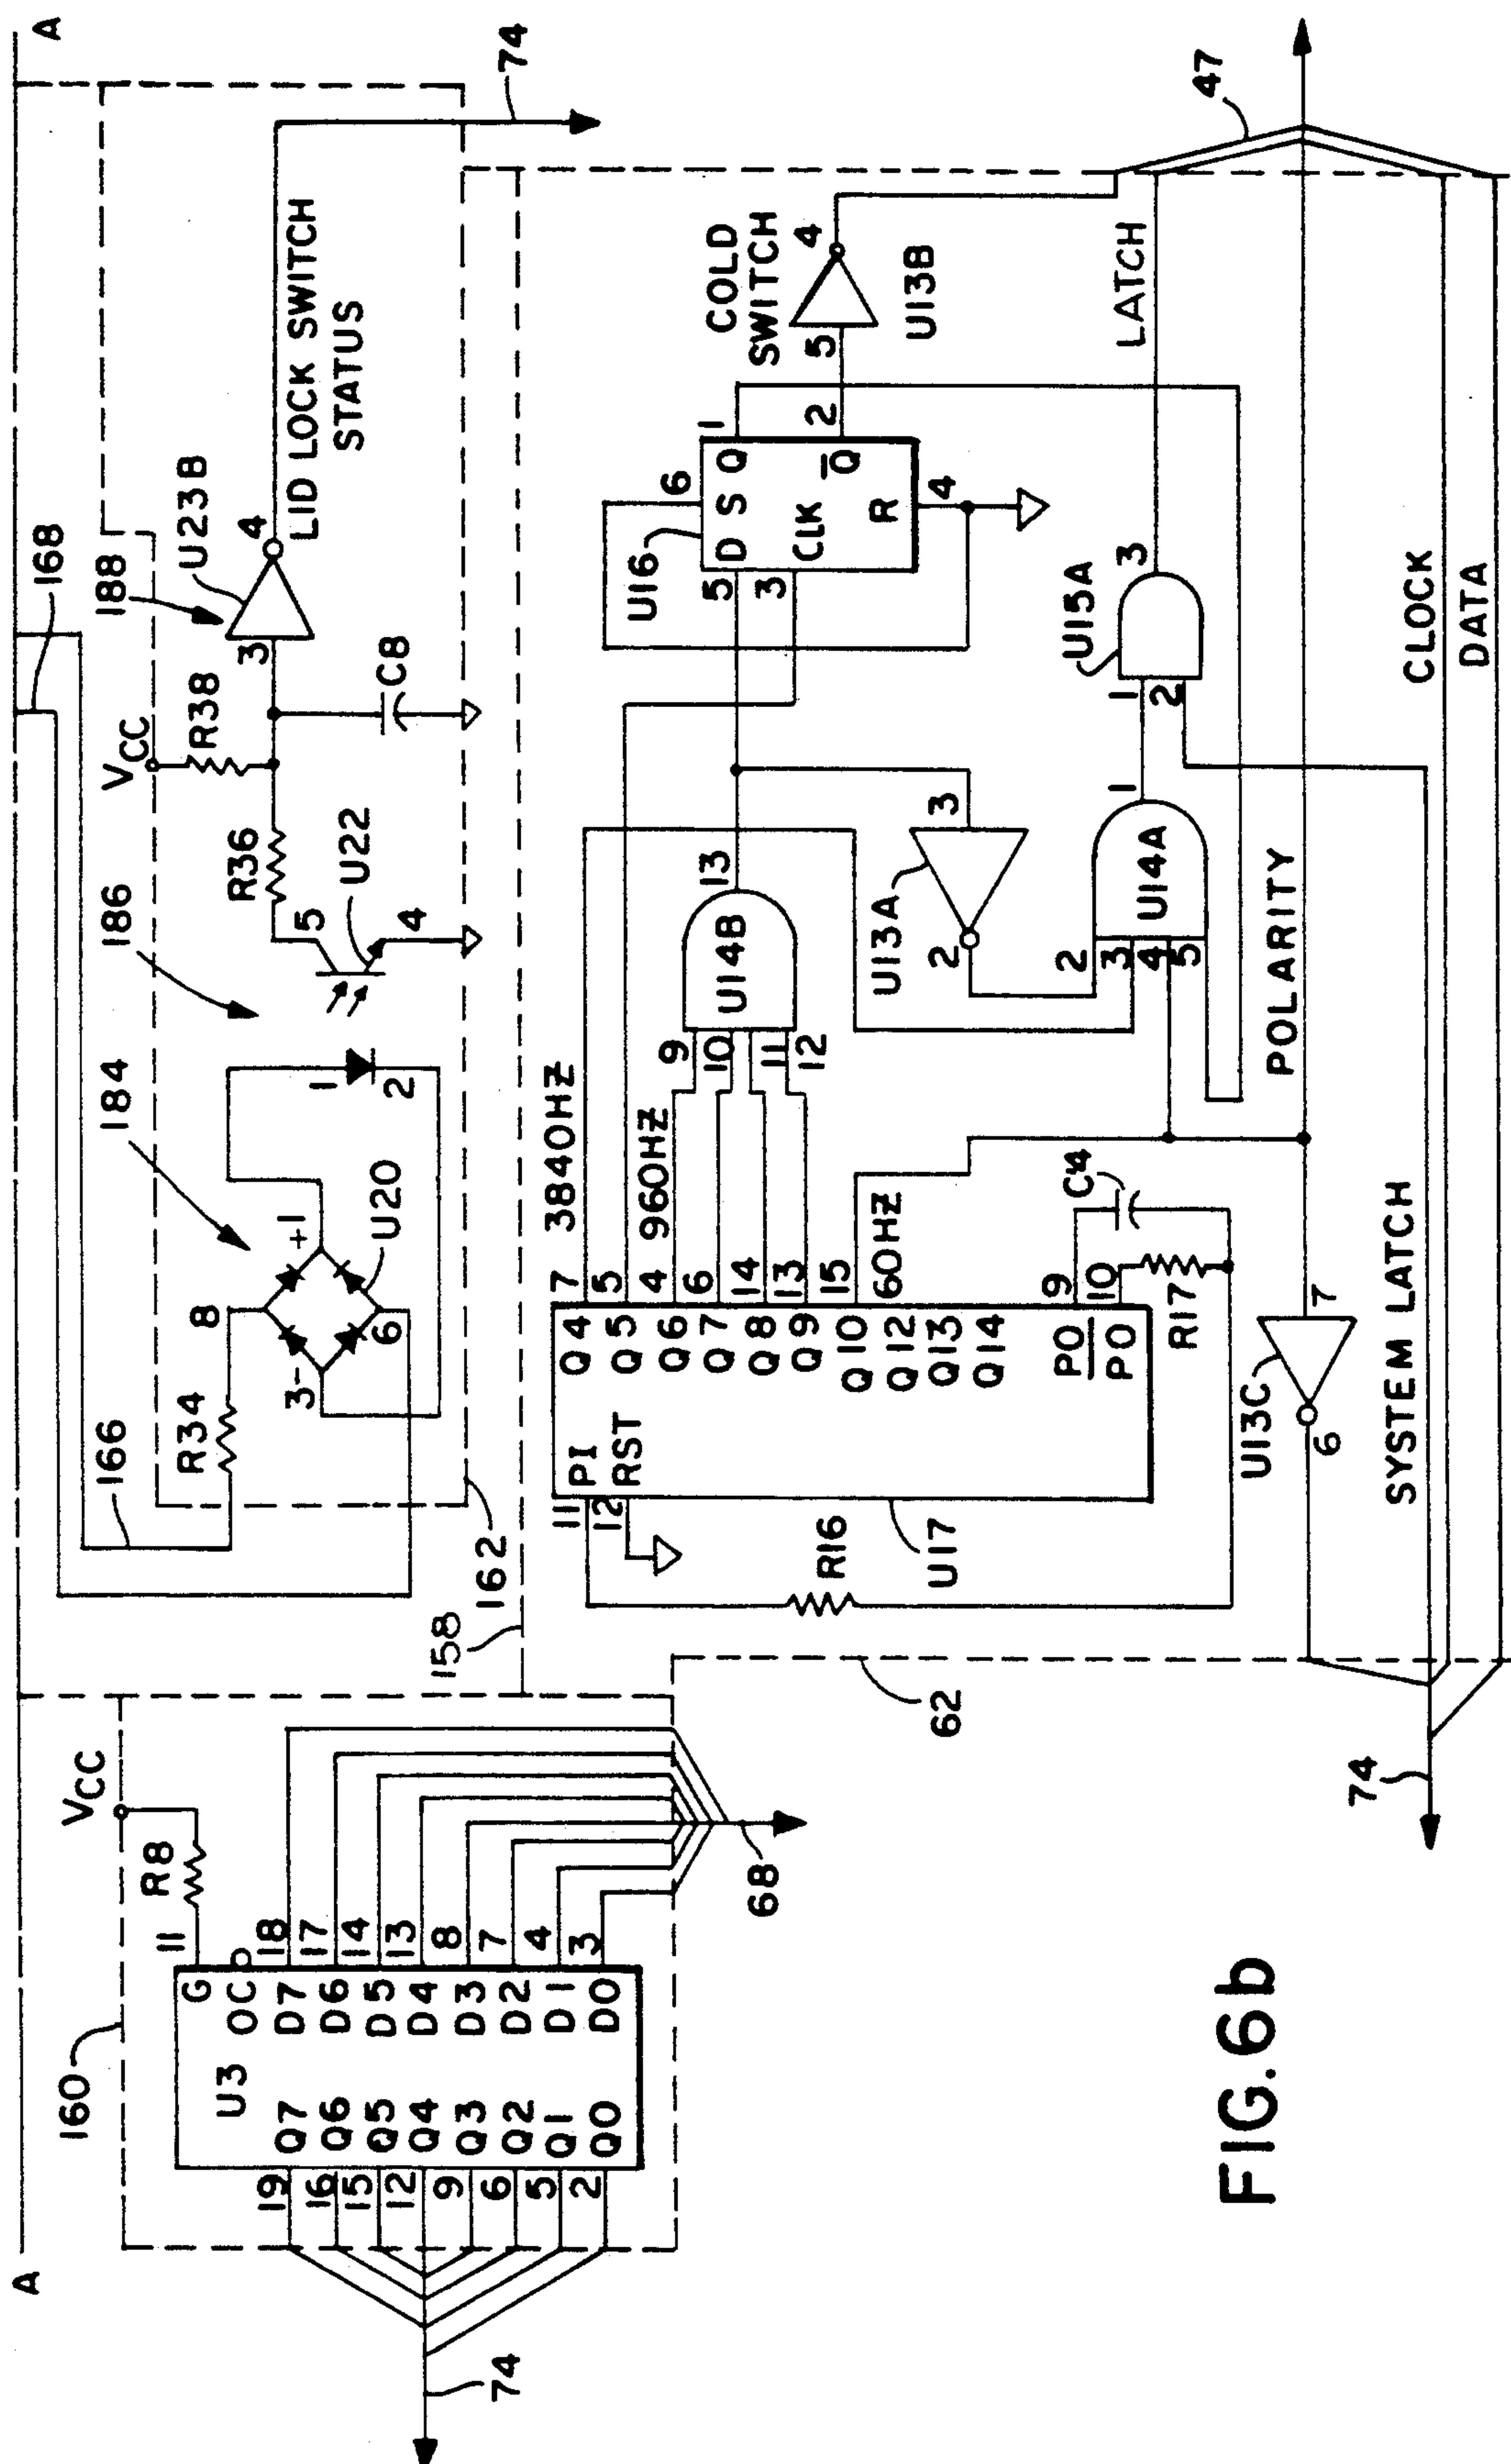 A
A
168
166
184
186
188
VCC
R38
U23B
R34
8
+1
3-
6
U20
1
2
R36
5
U22
4
3
C8
4
LID LOCK SWITCH
STATUS
74
162
158
160
VCC
R8
11
U3
G
OC
Q7
D7
Q6
D6
Q5
D5
Q4
D4
Q3
D3
Q2
D2
Q1
D1
Q0
D0
19
16
15
12
9
6
5
2
18
17
14
13
8
7
4
3
74
68
62
11
PI
12
RST
R16
U17
Q4
Q5
Q6
Q7
Q8
Q9
Q10
Q12
Q13
Q14
PO
PO
7
5
4
6
14
13
15
9
10
3840HZ
960HZ
60HZ
C14
R17
9
10
11
12
U14B
13
U13A
3
2
U16
D
S
Q
CLK
Q
R
5
3
6
1
2
4
COLD
SWITCH
5
4
U13B
2
3
4
5
U14A
1
1
2
U15A
3
LATCH
POLARITY
U13C
7
6
SYSTEM LATCH
CLOCK
DATA
47
74
FIG.6b